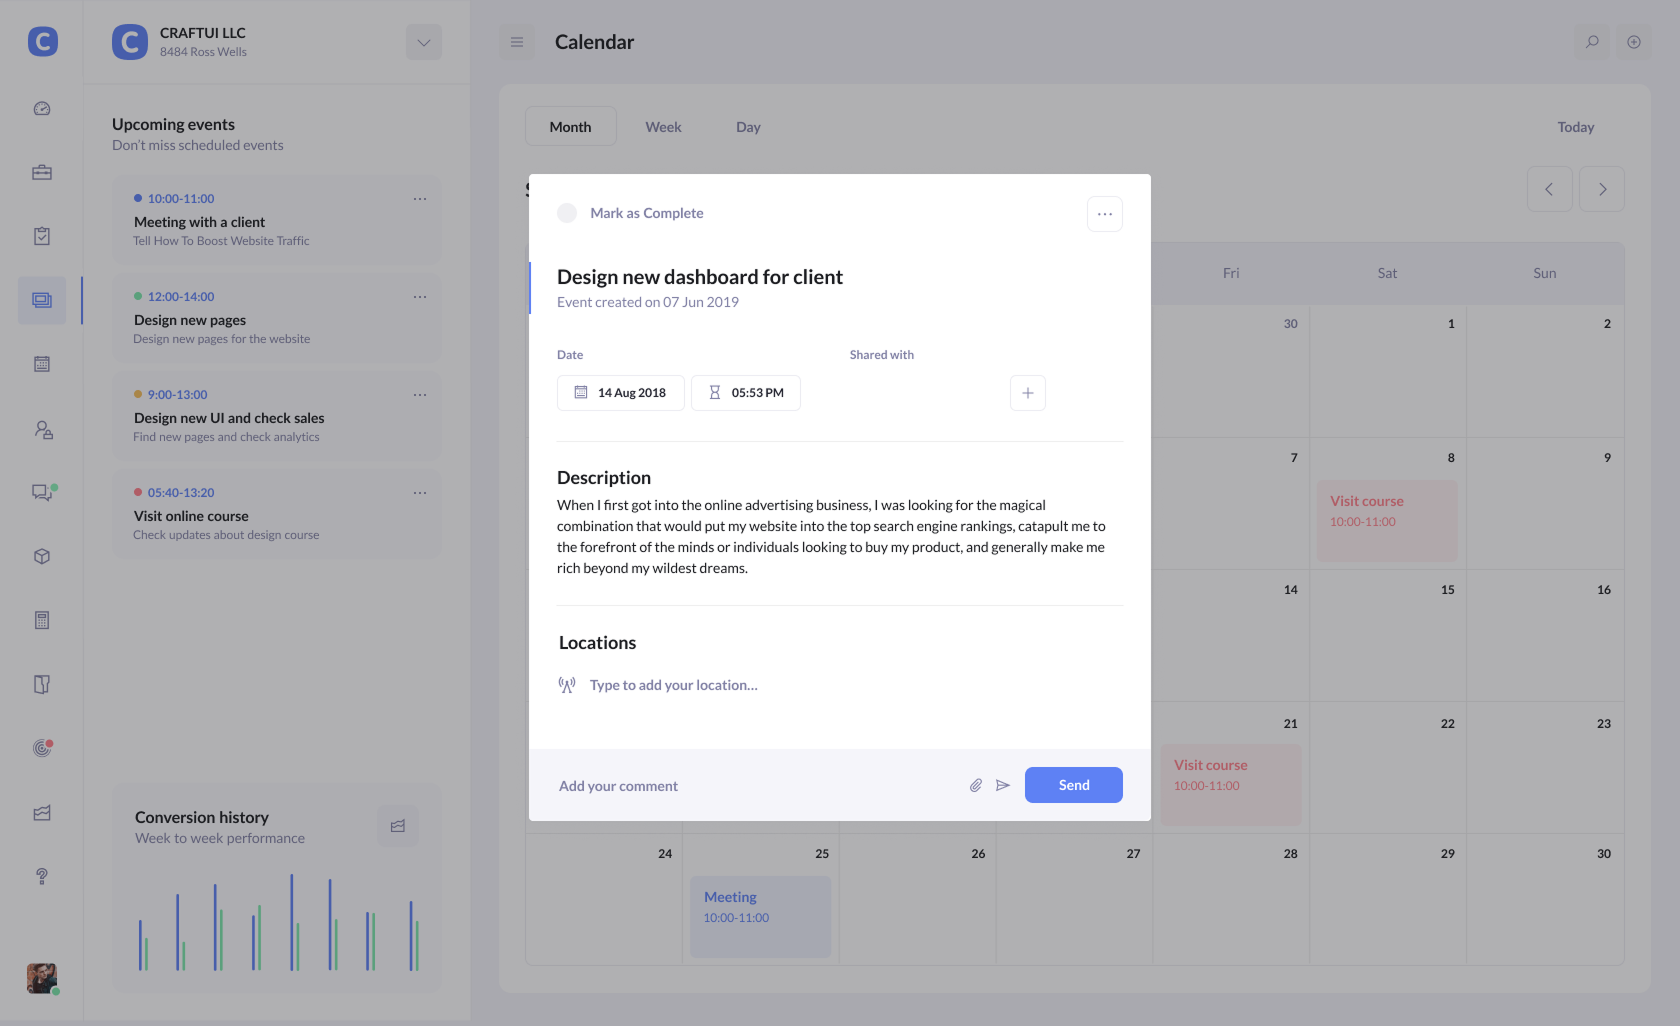 C
C
CRAFTUI LLC
8484 Ross Wells
Upcoming events
Don't miss scheduled events
10:00-11:00
Meeting with a client
Tell How To Boost Website Traffic
12:00-14:00
Design new pages
Design new pages for the website
9:00-13:00
Design new UI and check sales
Find new pages and check analytics
05:40-13:20
Visit online course
Check updates about design course
Conversion history
Week to week performance
Calendar
Month Week Day Today
Mark as Complete
Design new dashboard for client
Event created on 07 Jun 2019
Date Shared with
14 Aug 2018 05:53 PM
Description
When I first got into the online advertising business, I was looking for the magical
combination that would put my website into the top search engine rankings, catapult me to
the forefront of the minds or individuals looking to buy my product, and generally make me
rich beyond my wildest dreams.
Locations
Type to add your location...
Add your comment Send
Fri Sat Sun
30 1 2
7 8 9
Visit course
10:00-11:00
14 15 16
21 22 23
Visit course
10:00-11:00
24 25 26 27 28 29 30
Meeting
10:00-11:00